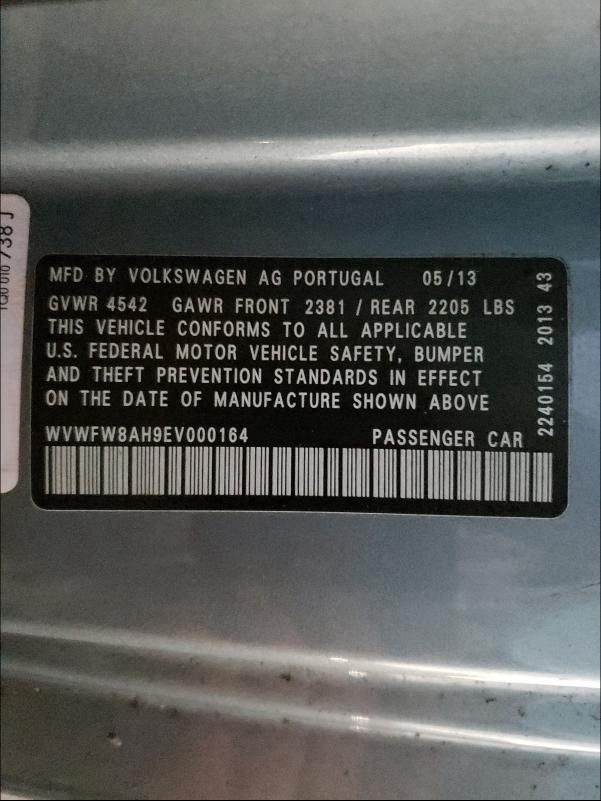 738J
MFD BY VOLKSWAGEN AG PORTUGAL 05/13
GVWR 4542 GAWR FRONT 2381 / REAR 2205 LBS
THIS VEHICLE CONFORMS TO ALL APPLICABLE
U.S. FEDERAL MOTOR VEHICLE SAFETY, BUMPER
AND THEFT PREVENTION STANDARDS IN EFFECT
ON THE DATE OF MANUFACTURE SHOWN ABOVE
WVWFW8AH9EV000164 PASSENGER CAR
2240154 2013 43